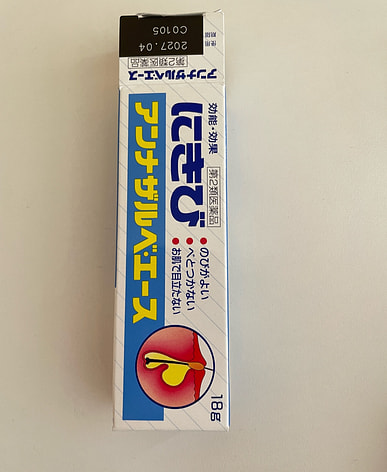 使用
期限
2027.04
C0105
第2類医薬品
アンナザルベ・エース
効能・効果
にきび
第2類医薬品
アンナザルベ・エース
のびがよい
べとつかない
お肌で目立たない
18g